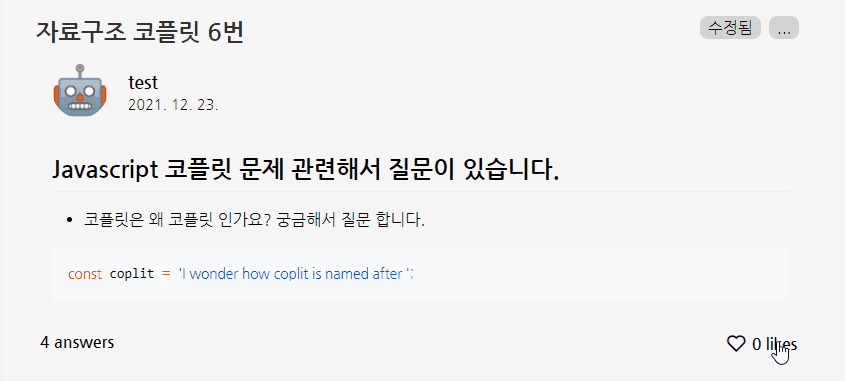 자료구조 코플릿 6번
수정됨
...
test
2021. 12. 23.
Javascript 코플릿 문제 관련해서 질문이 있습니다.
• 코플릿은 왜 코플릿 인가요? 궁금해서 질문 합니다.
const coplit = 'I wonder how coplit is named after ';
4 answers
0 likes